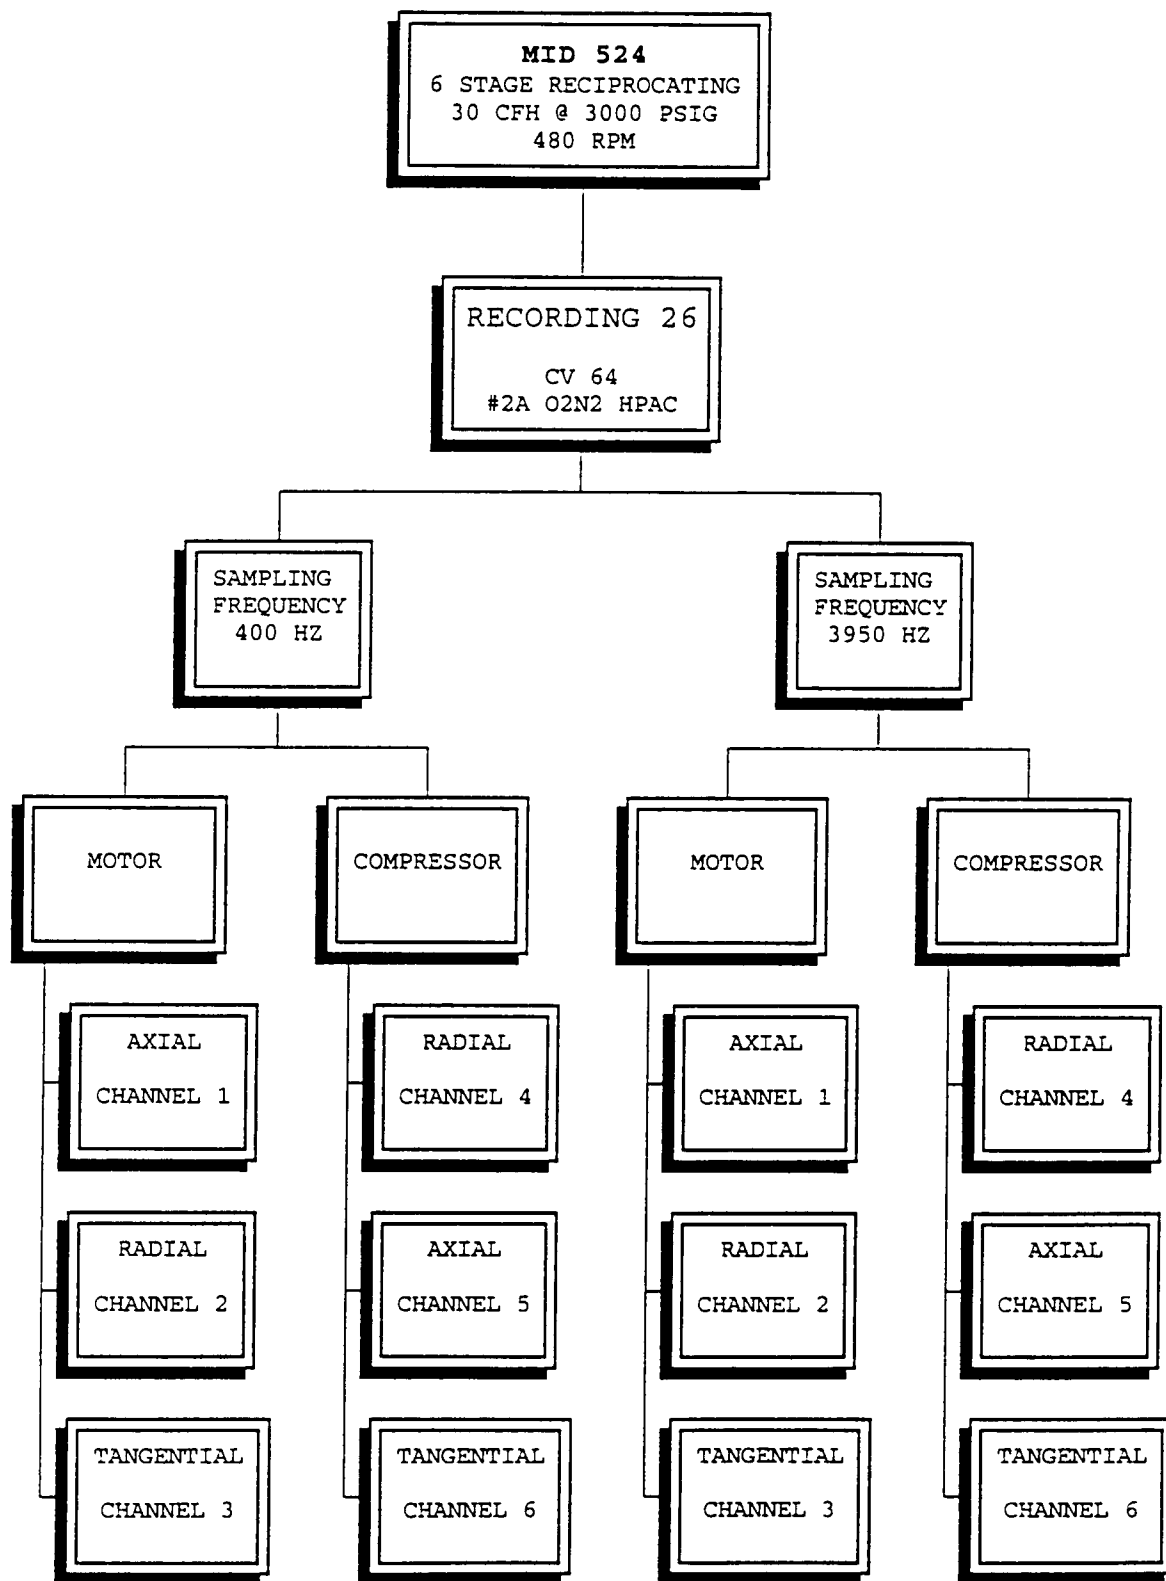 MID 524
6 STAGE RECIPROCATING
30 CFH @ 3000 PSIG
480 RPM
RECORDING 26
CV 64
#2A O2N2 HPAC
SAMPLING
FREQUENCY
400 HZ
SAMPLING
FREQUENCY
3950 HZ
MOTOR
COMPRESSOR
MOTOR
COMPRESSOR
AXIAL
CHANNEL 1
RADIAL
CHANNEL 4
AXIAL
CHANNEL 1
RADIAL
CHANNEL 4
RADIAL
CHANNEL 2
AXIAL
CHANNEL 5
RADIAL
CHANNEL 2
AXIAL
CHANNEL 5
TANGENTIAL
CHANNEL 3
TANGENTIAL
CHANNEL 6
TANGENTIAL
CHANNEL 3
TANGENTIAL
CHANNEL 6